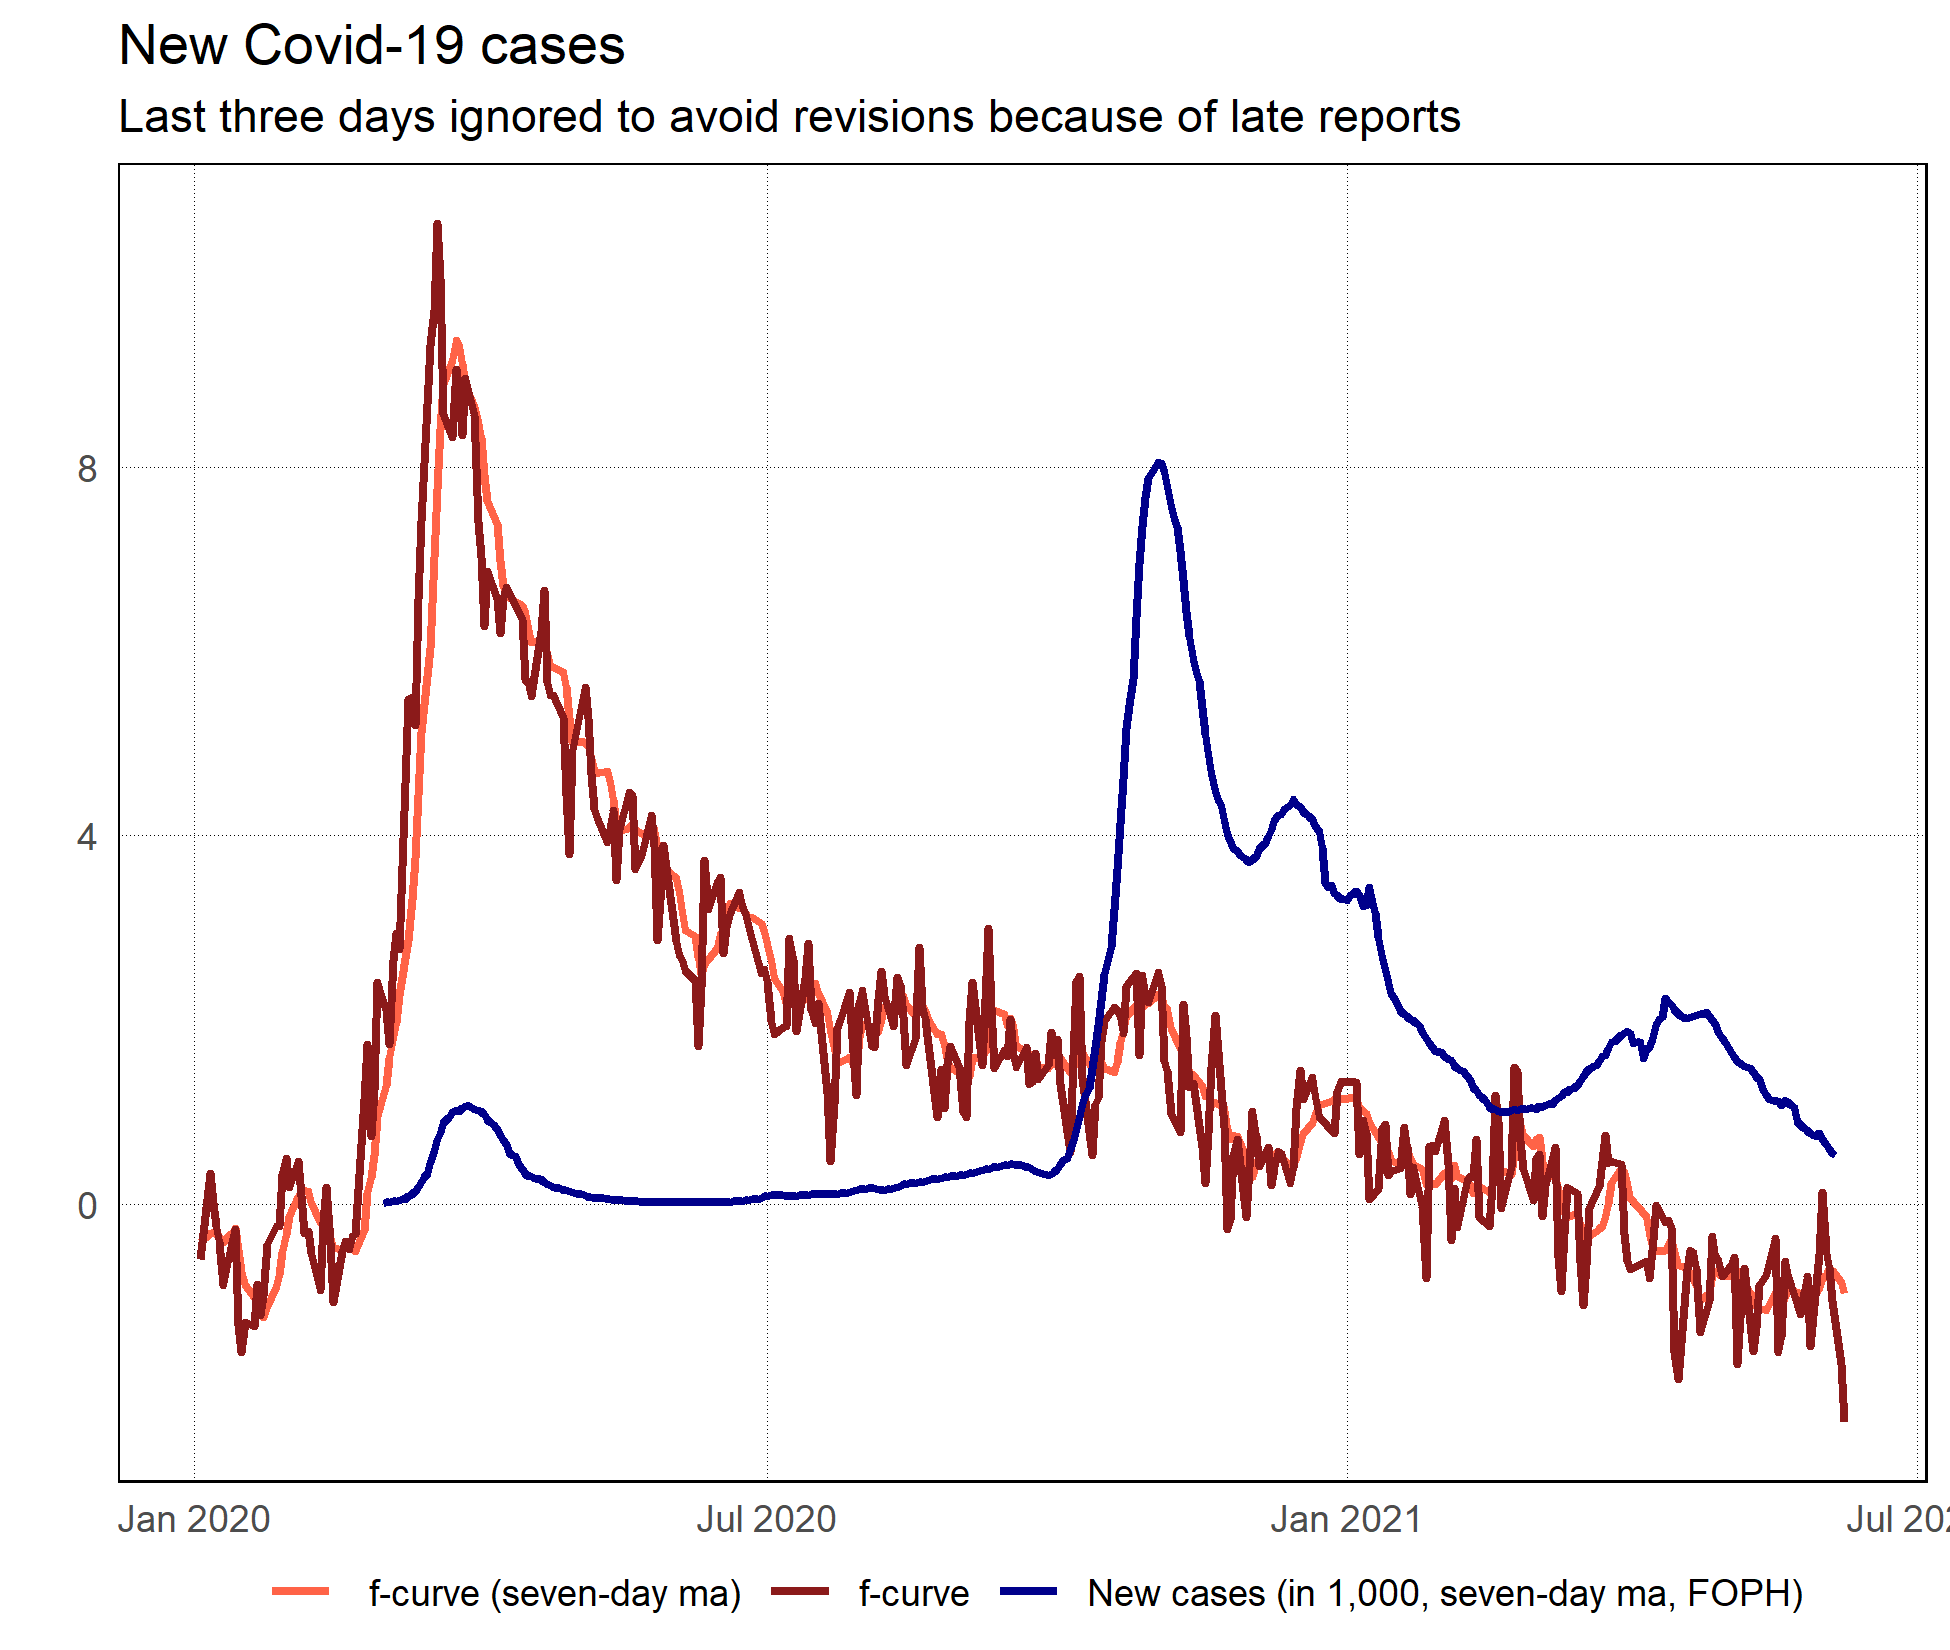 New Covid-19 cases
Last three days ignored to avoid revisions because of late reports
8
4
0
Jan 2020 Jul 2020 Jan 2021 Jul 202
f-curve (seven-day ma) f-curve New cases (in 1,000, seven-day ma, FOPH)